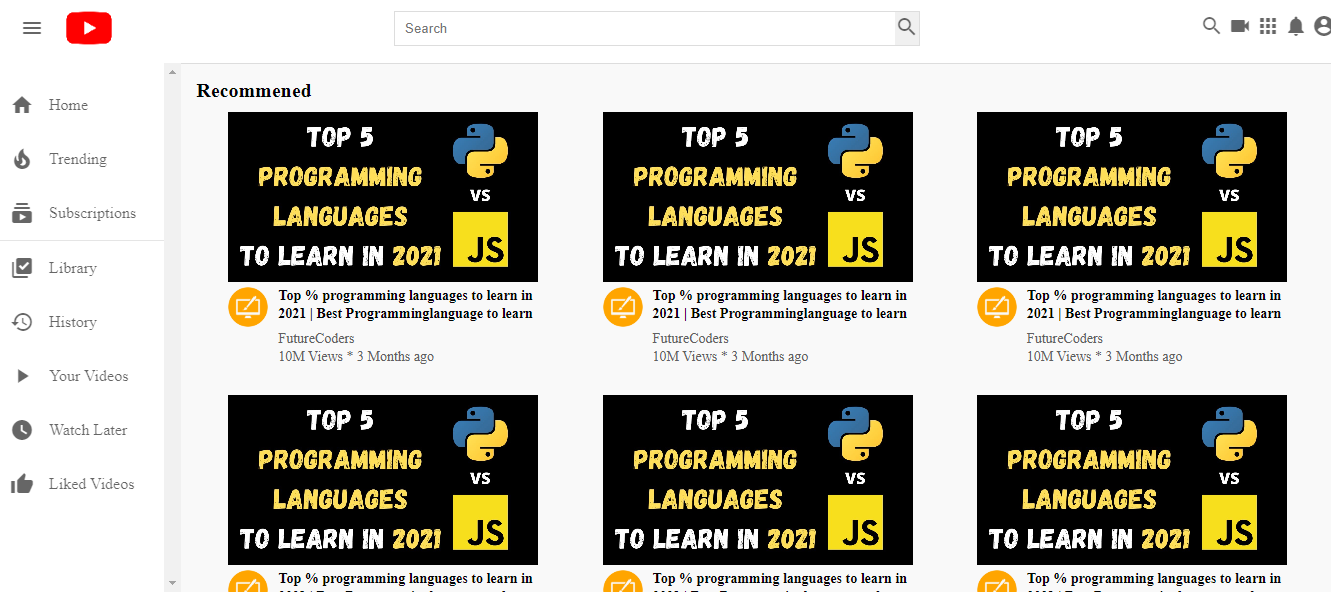 Search
Home
Trending
Subscriptions
Library
History
Your Videos
Watch Later
Liked Videos
Recommened
TOP 5
PROGRAMMING
LANGUAGES
TO LEARN IN 2021
VS
JS
Top % programming languages to learn in
2021 | Best Programminglanguage to learn
FutureCoders
10M Views * 3 Months ago
TOP 5
PROGRAMMING
LANGUAGES
TO LEARN IN 2021
VS
JS
Top % programming languages to learn in
2021 | Best Programminglanguage to learn
FutureCoders
10M Views * 3 Months ago
TOP 5
PROGRAMMING
LANGUAGES
TO LEARN IN 2021
VS
JS
Top % programming languages to learn in
2021 | Best Programminglanguage to learn
FutureCoders
10M Views * 3 Months ago
TOP 5
PROGRAMMING
LANGUAGES
TO LEARN IN 2021
VS
JS
Top % programming languages to learn in
TOP 5
PROGRAMMING
LANGUAGES
TO LEARN IN 2021
VS
JS
Top % programming languages to learn in
TOP 5
PROGRAMMING
LANGUAGES
TO LEARN IN 2021
VS
JS
Top % programming languages to learn in